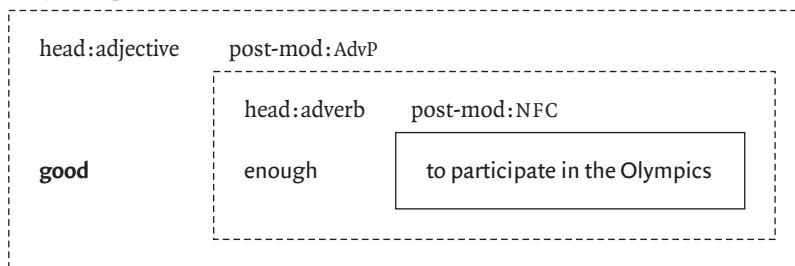 head:adjective post-mod:AdvP
head:adverb post-mod:NFC
good enough to participate in the Olympics